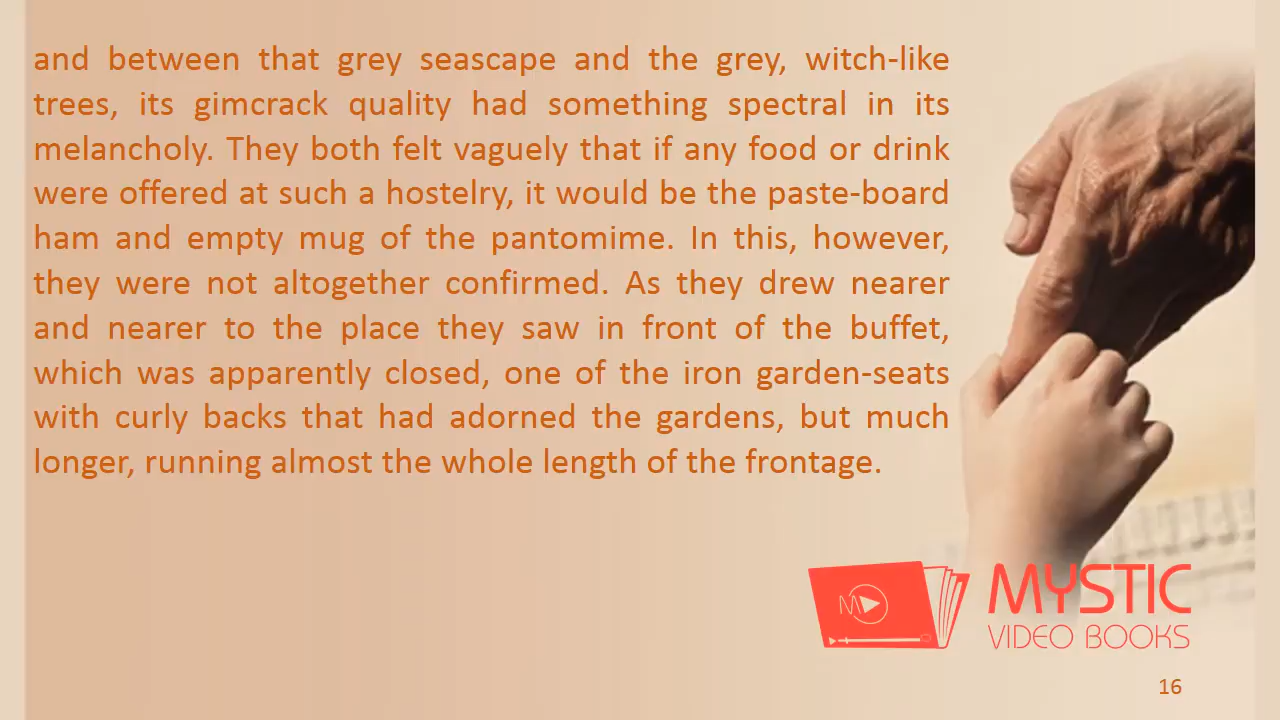 and between that grey seascape and the grey, witch-like
trees, its gimcrack quality had something spectral in its
melancholy. They both felt vaguely that if any food or drink
were offered at such a hostelry, it would be the paste-board
ham and empty mug of the pantomime. In this, however,
they were not altogether confirmed. As they drew nearer
and nearer to the place they saw in front of the buffet,
which was apparently closed, one of the iron garden-seats
with curly backs that had adorned the gardens, but much
longer, running almost the whole length of the frontage.
MYSTIC
VIDEO BOOKS
16